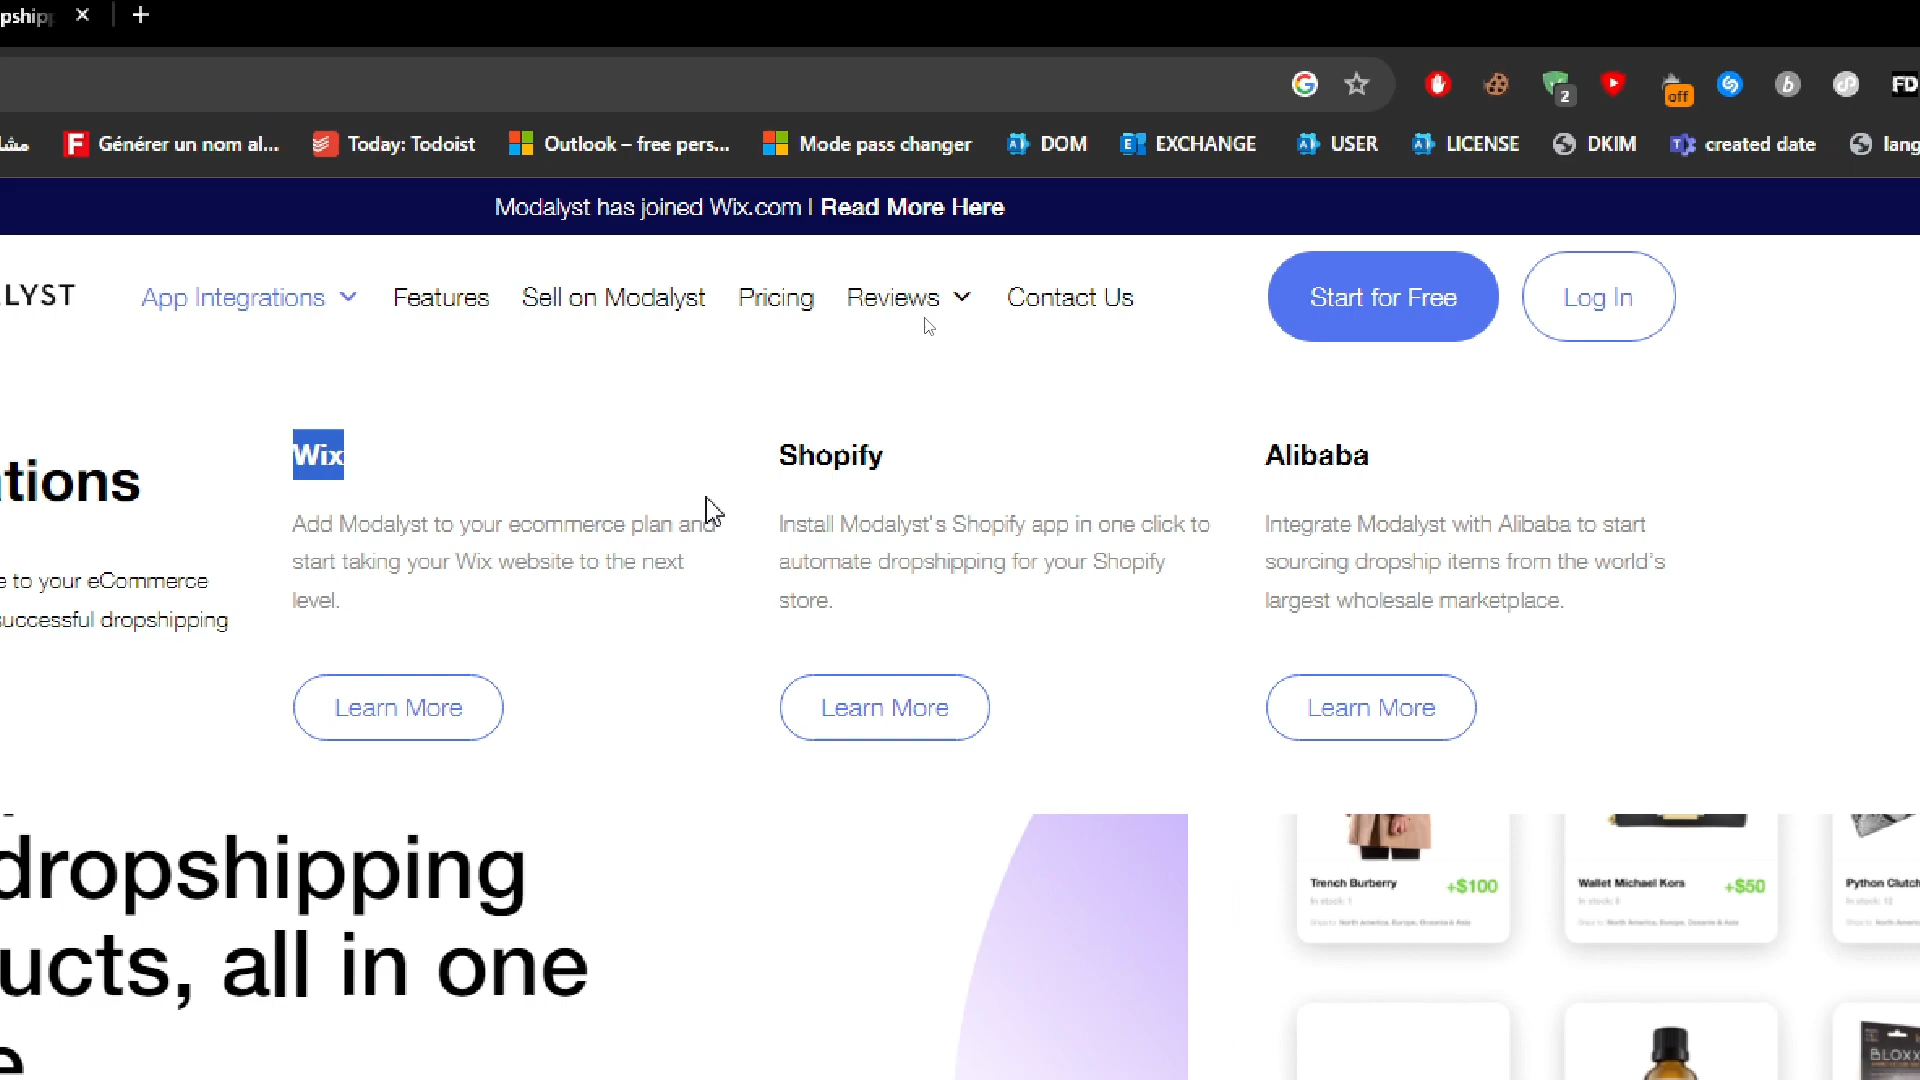 pship
Générer un nom al...
Today: Todoist
Outlook – free pers...
Mode pass changer
DOM
EXCHANGE
USER
LICENSE
DKIM
created date
lang
2
off
FD
Modalyst has joined Wix.com | Read More Here
LYST
App Integrations
Features
Sell on Modalyst
Pricing
Reviews
Contact Us
Start for Free
Log In
tions
e to your eCommerce
successful dropshipping
Wix
Add Modalyst to your ecommerce plan and
start taking your Wix website to the next
level.
Learn More
Shopify
Install Modalyst's Shopify app in one click to
automate dropshipping for your Shopify
store.
Learn More
Alibaba
Integrate Modalyst with Alibaba to start
sourcing dropship items from the world's
largest wholesale marketplace.
Learn More
dropshipping
ucts, all in one
e
Trench Burberry
+$100
In stock: 1
Ships to: North America, Europe, Oceania & Asia
Wallet Michael Kors
+$50
In stock: 8
Ships to: North America, Europe, Oceania & Asia
Python Clutch
In stock: 12
Ships to: North America
BLOXX